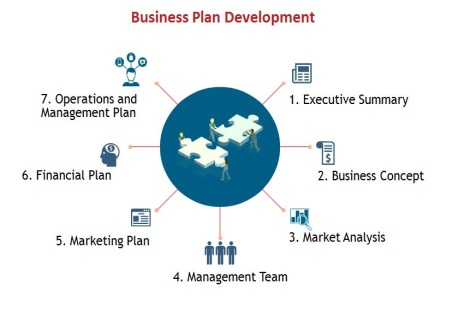 Business Plan Development
1. Executive Summary
2. Business Concept
3. Market Analysis
4. Management Team
5. Marketing Plan
6. Financial Plan
7. Operations and
Management Plan